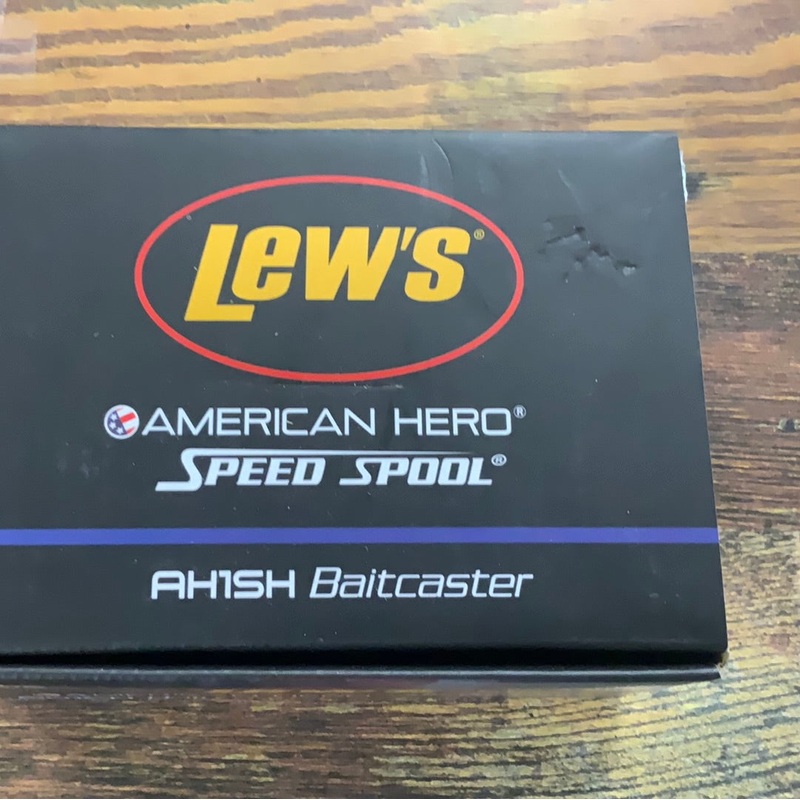 Lew's®
AMERICAN HERO®
SPEED SPOOL®
AH1SH Baitcaster